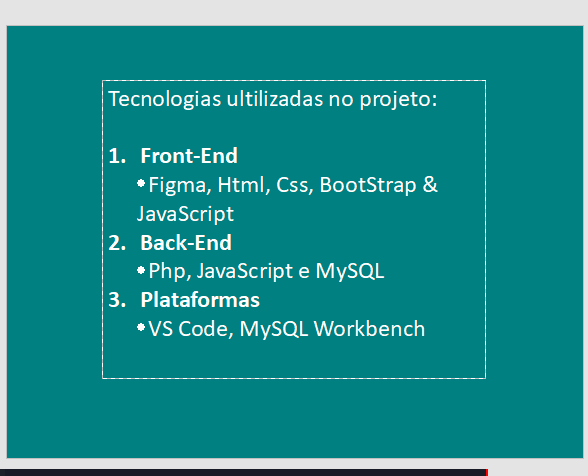 Tecnologias ultilizadas no projeto:
1. Front-End
•Figma, Html, Css, BootStrap &
JavaScript
2. Back-End
•Php, JavaScript e MySQL
3. Plataformas
•VS Code, MySQL Workbench